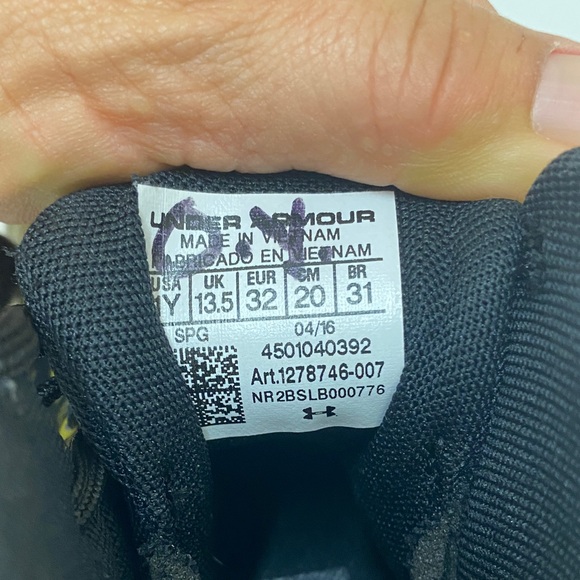 UNDER ARMOUR
MADE IN VIETNAM
FABRICADO EN VIETNAM
USA UK EUR CM BR
1Y 13.5 32 20 31
SPG 04/16
4501040392
Art.1278746-007
NR2BSLB000776